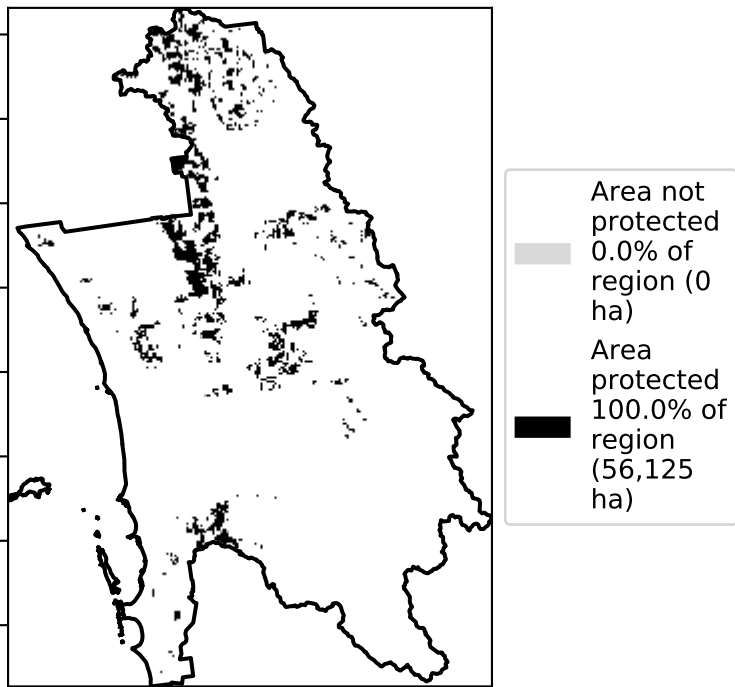 Area not
protected
0.0% of
region (0
ha)
Area
protected
100.0% of
region
(56,125
ha)